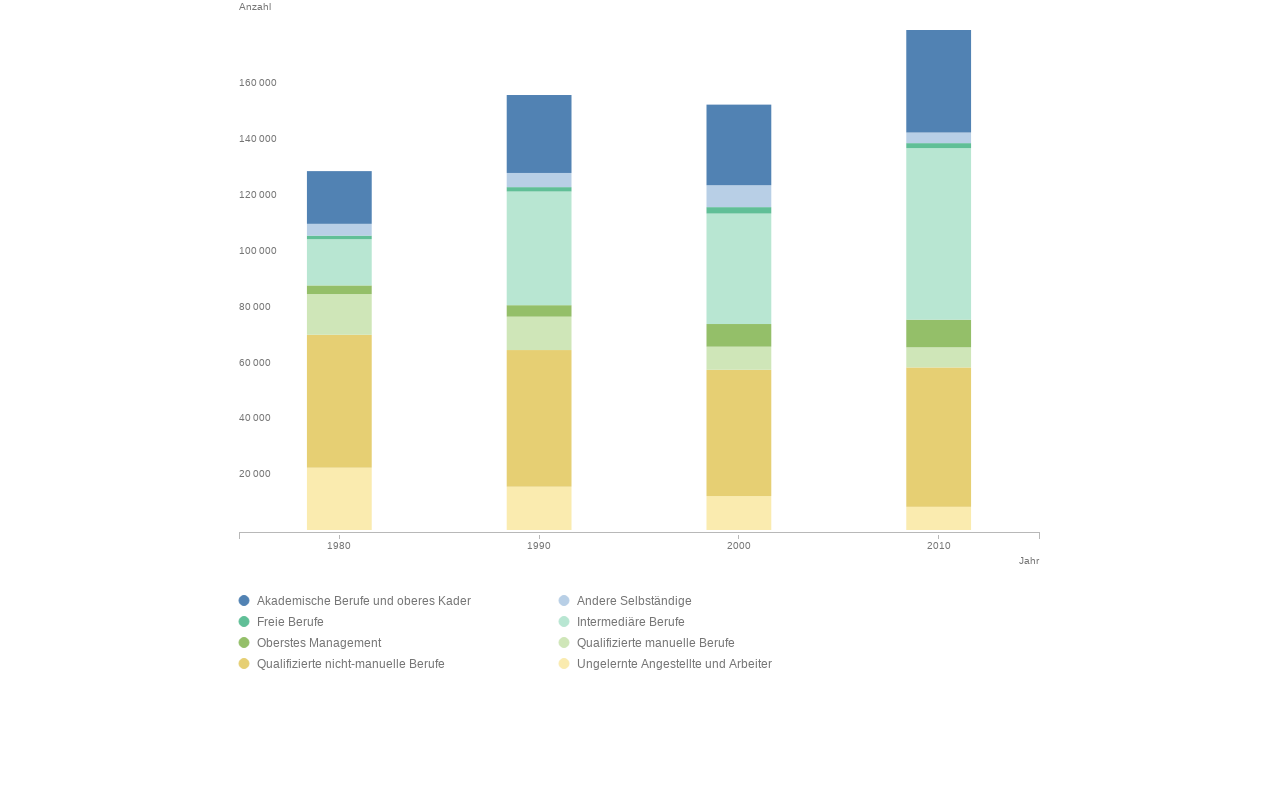 Anzahl
160 000
140 000
120 000
100 000
80 000
60 000
40 000
20 000
1980 1990 2000 2010
Jahr
Akademische Berufe und oberes Kader Andere Selbständige
Freie Berufe Intermediäre Berufe
Oberstes Management Qualifizierte manuelle Berufe
Qualifizierte nicht-manuelle Berufe Ungelernte Angestellte und Arbeiter